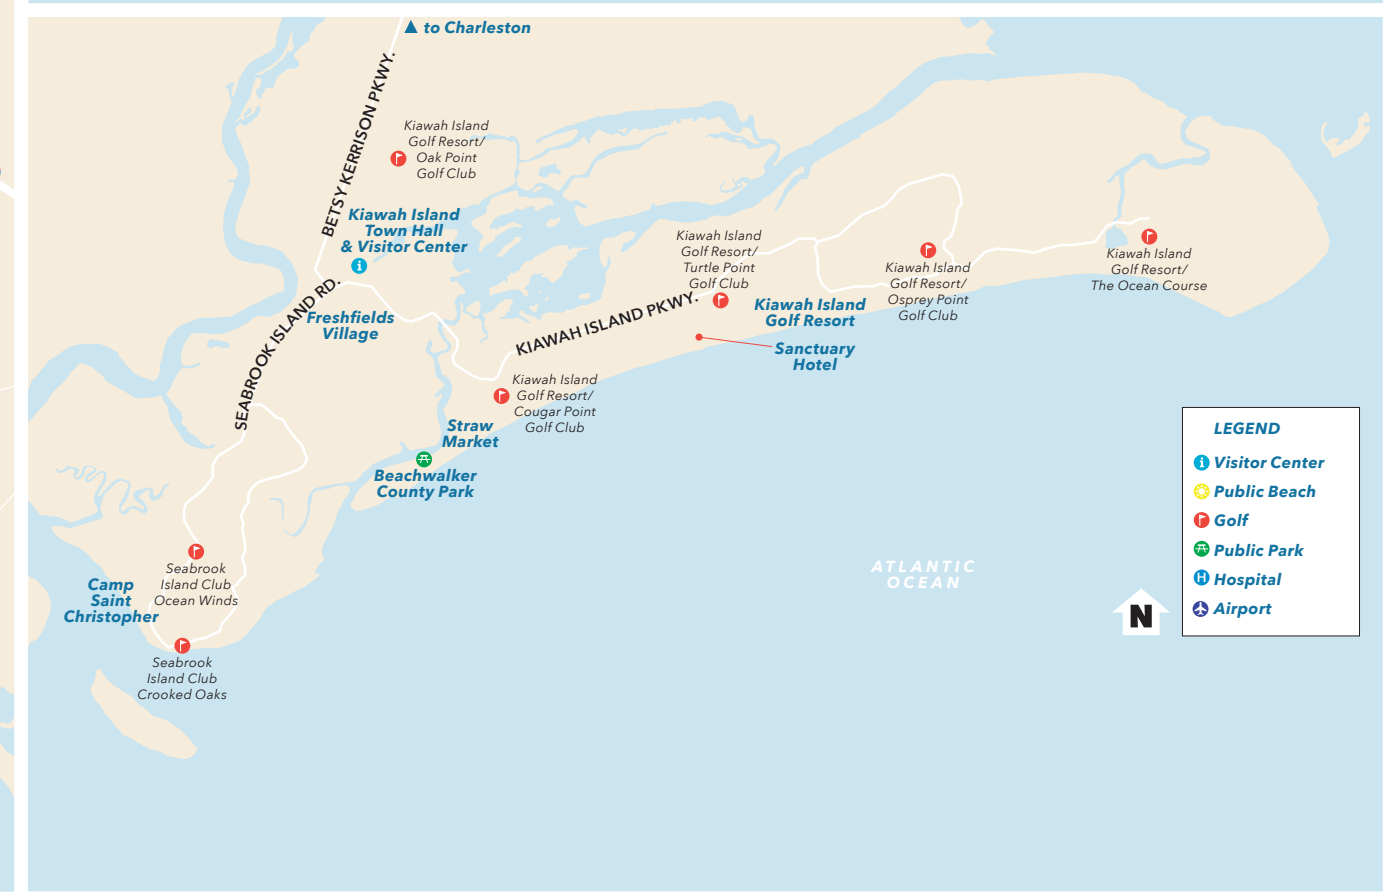 to Charleston
BETSY KERRISON PKWY.
Kiawah Island
Golf Resort/
Oak Point
Golf Club
Kiawah Island
Town Hall
& Visitor Center
SEABROOK ISLAND RD.
Freshfields
Village
KIAWAH ISLAND PKWY.
Kiawah Island
Golf Resort/
Turtle Point
Golf Club
Kiawah Island
Golf Resort
Sanctuary
Hotel
Kiawah Island
Golf Resort/
Osprey Point
Golf Club
Kiawah Island
Golf Resort/
The Ocean Course
Kiawah Island
Golf Resort/
Cougar Point
Golf Club
Straw
Market
Beachwalker
County Park
Seabrook
Island Club
Ocean Winds
Camp
Saint
Christopher
Seabrook
Island Club
Crooked Oaks
ATLANTIC
OCEAN
N
LEGEND
i Visitor Center
Public Beach
Golf
Public Park
H Hospital
Airport